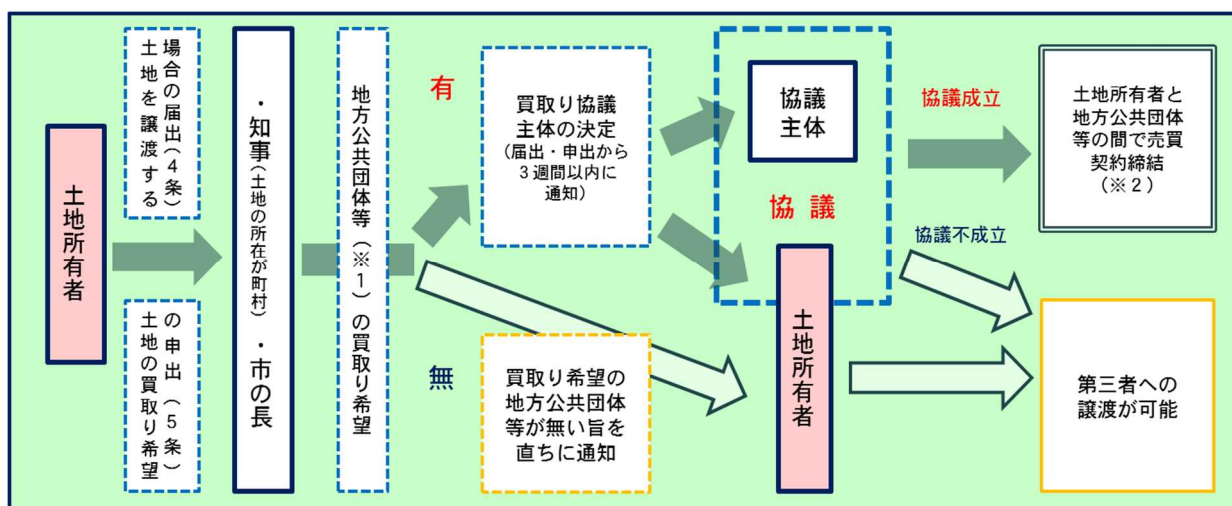 土地所有者
土地を譲渡する
場合の届出(4条)
土地の買取り希望
の申出(5条)
・知事(土地の所在が町村)・市の長
地方公共団体等(※1)の買取り希望
有
無
買取り協議
主体の決定
(届出・申出から
3週間以内に
通知)
買取り希望の
地方公共団体
等が無い旨を
直ちに通知
協議
主体
協 議
土地所有者
協議成立
協議不成立
土地所有者と
地方公共団体
等の間で売買
契約締結
(※2)
第三者への
譲渡が可能